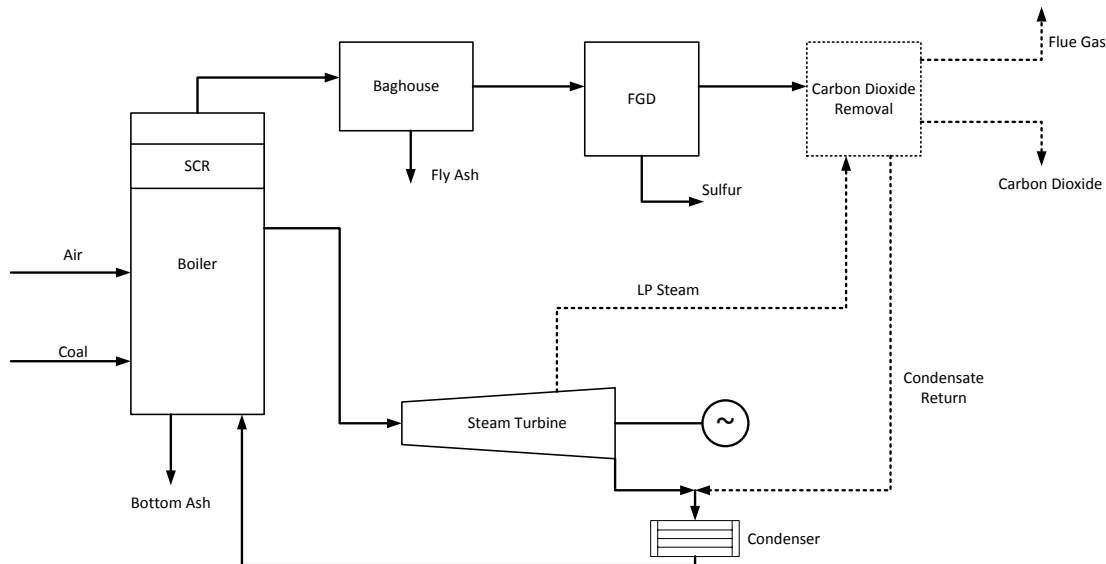 Flue Gas
Baghouse
FGD
Carbon Dioxide
Removal
SCR
Fly Ash
Sulfur
Carbon Dioxide
Air
Boiler
LP Steam
Coal
Condensate
Return
Steam Turbine
~
Bottom Ash
Condenser